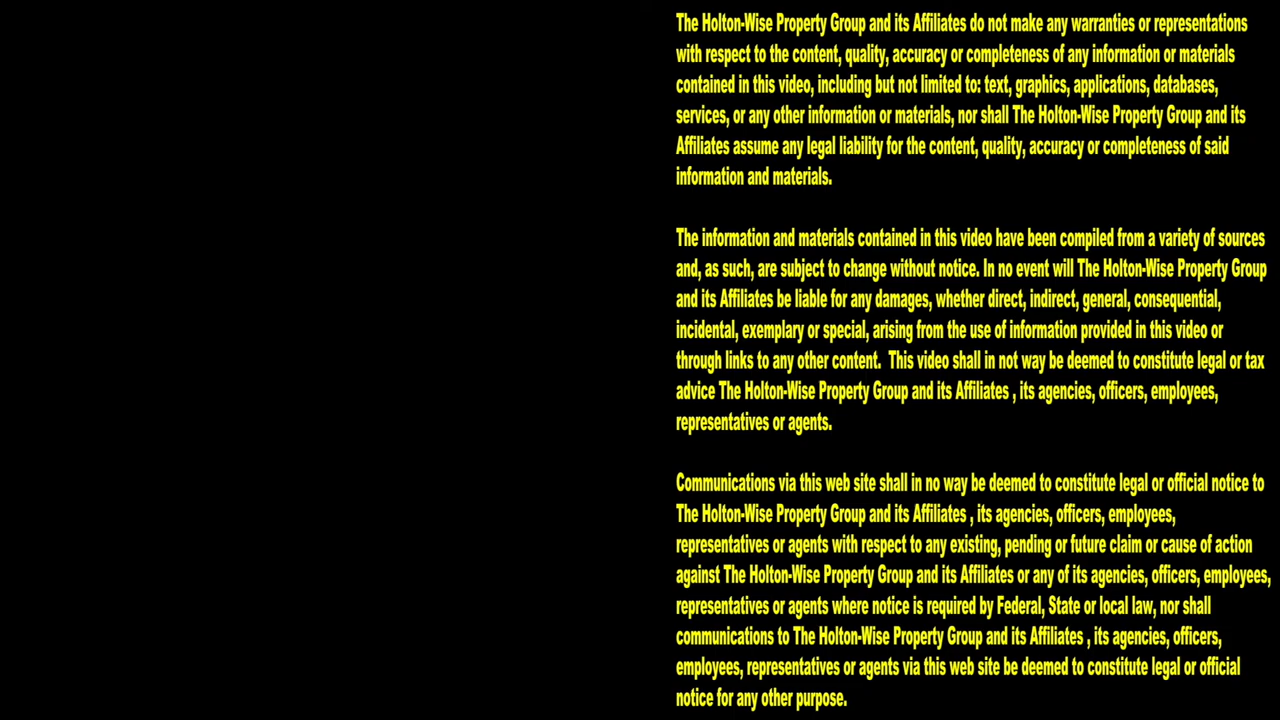 The Holton-Wise Property Group and its Affiliates do not make any warranties or representations
with respect to the content, quality, accuracy or completeness of any information or materials
contained in this video, including but not limited to: text, graphics, applications, databases,
services, or any other information or materials, nor shall The Holton-Wise Property Group and its
Affiliates assume any legal liability for the content, quality, accuracy or completeness of said
information and materials.
The information and materials contained in this video have been compiled from a variety of sources
and, as such, are subject to change without notice. In no event will The Holton-Wise Property Group
and its Affiliates be liable for any damages, whether direct, indirect, general, consequential,
incidental, exemplary or special, arising from the use of information provided in this video or
through links to any other content.  This video shall in not way be deemed to constitute legal or tax
advice The Holton-Wise Property Group and its Affiliates , its agencies, officers, employees,
representatives or agents.
Communications via this web site shall in no way be deemed to constitute legal or official notice to
The Holton-Wise Property Group and its Affiliates , its agencies, officers, employees,
representatives or agents with respect to any existing, pending or future claim or cause of action
against The Holton-Wise Property Group and its Affiliates or any of its agencies, officers, employees,
representatives or agents where notice is required by Federal, State or local law, nor shall
communications to The Holton-Wise Property Group and its Affiliates , its agencies, officers,
employees, representatives or agents via this web site be deemed to constitute legal or official
notice for any other purpose.